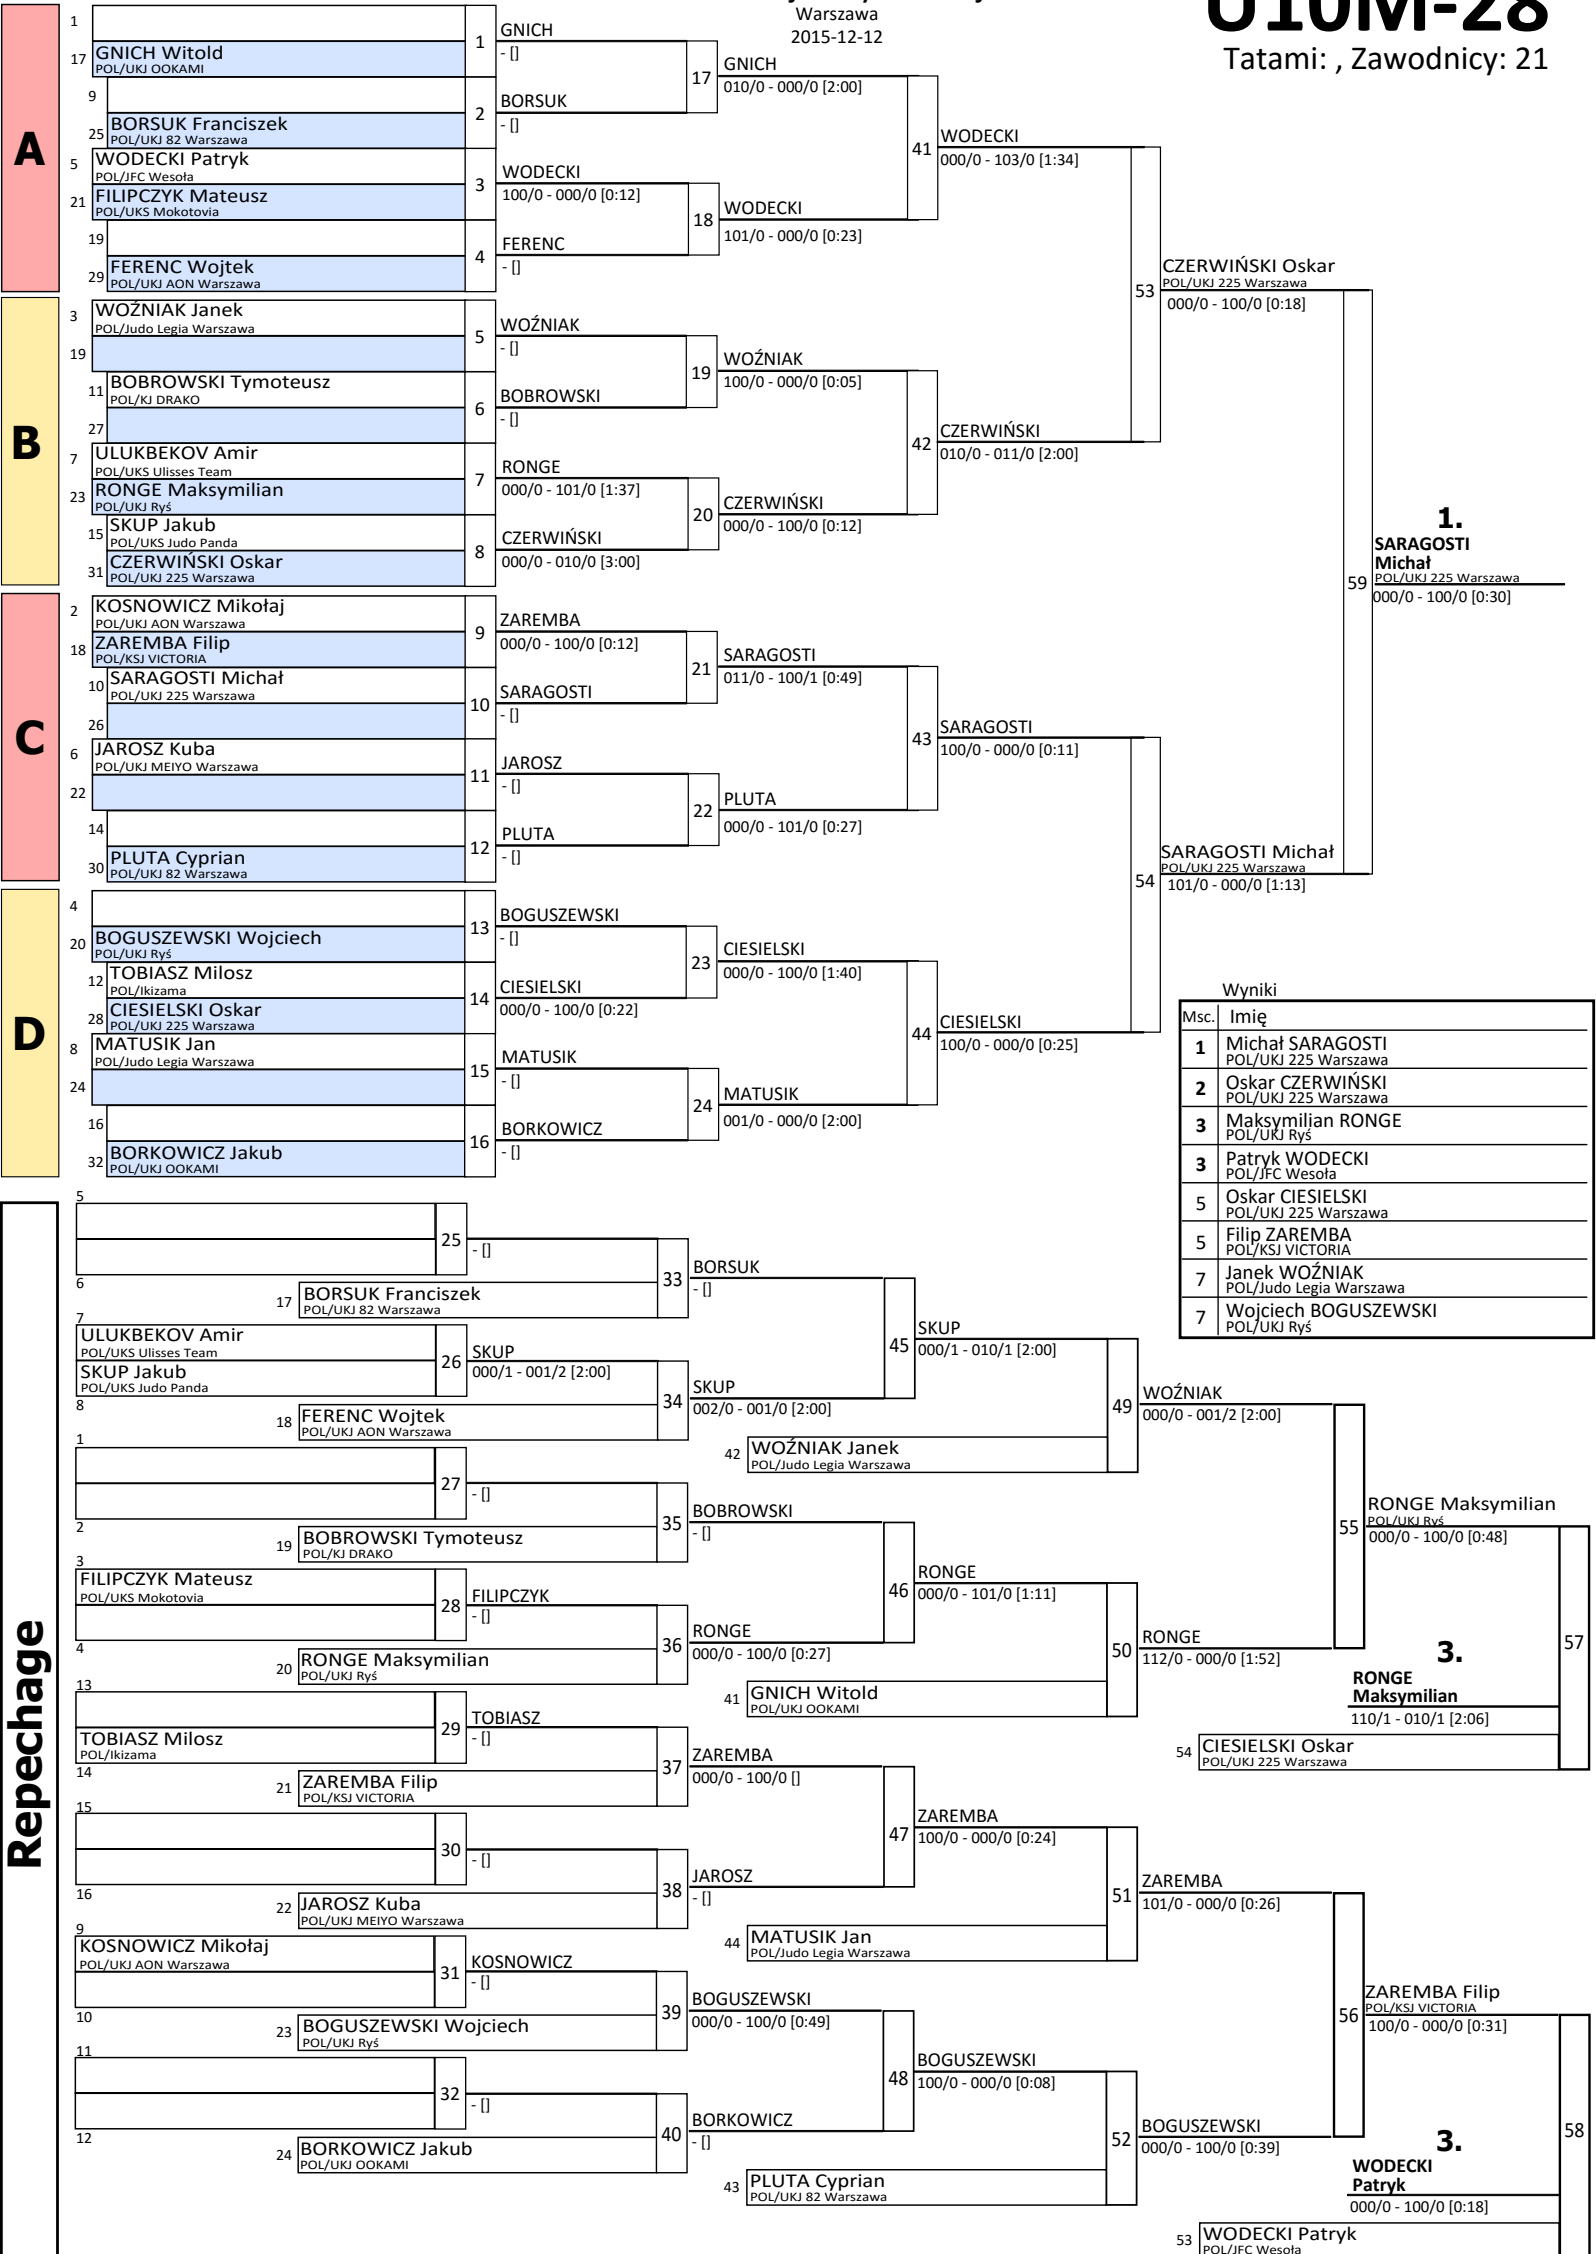 Warszawa
2015-12-12
U10M-28
Tatami: , Zawodnicy: 21
A
1
17 GNICH Witold
POL/UKJ OOKAMI
9
25 BORSUK Franciszek
POL/UKJ 82 Warszawa
5 WODECKI Patryk
POL/JFC Wesoła
21 FILIPCZYK Mateusz
POL/UKS Mokotovia
19
29 FERENC Wojtek
POL/UKJ AON Warszawa
B
3 WOŹNIAK Janek
POL/Judo Legia Warszawa
19
11 BOBROWSKI Tymoteusz
POL/KJ DRAKO
27
7 ULUKBEKOV Amir
POL/UKS Ulisses Team
23 RONGE Maksymilian
POL/UKJ Ryś
15 SKUP Jakub
POL/UKS Judo Panda
31 CZERWIŃSKI Oskar
POL/UKJ 225 Warszawa
C
2 KOSNOWICZ Mikołaj
POL/UKJ AON Warszawa
18 ZAREMBA Filip
POL/KSJ VICTORIA
10 SARAGOSTI Michał
POL/UKJ 225 Warszawa
26
6 JAROSZ Kuba
POL/UKJ MEIYO Warszawa
22
14
30 PLUTA Cyprian
POL/UKJ 82 Warszawa
D
4
20 BOGUSZEWSKI Wojciech
POL/UKJ Ryś
12 TOBIASZ Milosz
POL/Ikizama
28 CIESIELSKI Oskar
POL/UKJ 225 Warszawa
8 MATUSIK Jan
POL/Judo Legia Warszawa
24
16
32 BORKOWICZ Jakub
POL/UKJ OOKAMI
1 GNICH
- []
2 BORSUK
- []
3 WODECKI
100/0 - 000/0 [0:12]
4 FERENC
- []
5 WOŹNIAK
- []
6 BOBROWSKI
- []
7 RONGE
000/0 - 101/0 [1:37]
8 CZERWIŃSKI
000/0 - 010/0 [3:00]
9 ZAREMBA
000/0 - 100/0 [0:12]
10 SARAGOSTI
- []
11 JAROSZ
- []
12 PLUTA
- []
13 BOGUSZEWSKI
- []
14 CIESIELSKI
000/0 - 100/0 [0:22]
15 MATUSIK
- []
16 BORKOWICZ
- []
17 GNICH
010/0 - 000/0 [2:00]
18 WODECKI
101/0 - 000/0 [0:23]
19 WOŹNIAK
100/0 - 000/0 [0:05]
20 CZERWIŃSKI
000/0 - 100/0 [0:12]
21 SARAGOSTI
011/0 - 100/1 [0:49]
22 PLUTA
000/0 - 101/0 [0:27]
23 CIESIELSKI
000/0 - 100/0 [1:40]
24 MATUSIK
001/0 - 000/0 [2:00]
41 WODECKI
000/0 - 103/0 [1:34]
42 CZERWIŃSKI
010/0 - 011/0 [2:00]
43 SARAGOSTI
100/0 - 000/0 [0:11]
44 CIESIELSKI
100/0 - 000/0 [0:25]
53 CZERWIŃSKI Oskar
POL/UKJ 225 Warszawa
000/0 - 100/0 [0:18]
54 SARAGOSTI Michał
POL/UKJ 225 Warszawa
101/0 - 000/0 [1:13]
59
1.
SARAGOSTI
Michał
POL/UKJ 225 Warszawa
000/0 - 100/0 [0:30]
Wyniki
Msc. Imię
1 Michał SARAGOSTI
POL/UKJ 225 Warszawa
2 Oskar CZERWIŃSKI
POL/UKJ 225 Warszawa
3 Maksymilian RONGE
POL/UKJ Ryś
3 Patryk WODECKI
POL/JFC Wesoła
5 Oskar CIESIELSKI
POL/UKJ 225 Warszawa
5 Filip ZAREMBA
POL/KSJ VICTORIA
7 Janek WOŹNIAK
POL/Judo Legia Warszawa
7 Wojciech BOGUSZEWSKI
POL/UKJ Ryś
Repechage
5
25 - []
6
17 BORSUK Franciszek
POL/UKJ 82 Warszawa
7
ULUKBEKOV Amir
POL/UKS Ulisses Team
SKUP Jakub
POL/UKS Judo Panda
8
26 SKUP
000/1 - 001/2 [2:00]
18 FERENC Wojtek
POL/UKJ AON Warszawa
1
27 - []
2
19 BOBROWSKI Tymoteusz
POL/KJ DRAKO
3
FILIPCZYK Mateusz
POL/UKS Mokotovia
4
28 FILIPCZYK
- []
20 RONGE Maksymilian
POL/UKJ Ryś
13
TOBIASZ Milosz
POL/Ikizama
14
29 TOBIASZ
- []
21 ZAREMBA Filip
POL/KSJ VICTORIA
15
30 - []
16
22 JAROSZ Kuba
POL/UKJ MEIYO Warszawa
9
KOSNOWICZ Mikołaj
POL/UKJ AON Warszawa
10
31 KOSNOWICZ
- []
23 BOGUSZEWSKI Wojciech
POL/UKJ Ryś
11
32 - []
12
24 BORKOWICZ Jakub
POL/UKJ OOKAMI
33 BORSUK
- []
34 SKUP
002/0 - 001/0 [2:00]
35 BOBROWSKI
- []
36 RONGE
000/0 - 100/0 [0:27]
37 ZAREMBA
000/0 - 100/0 []
38 JAROSZ
- []
39 BOGUSZEWSKI
000/0 - 100/0 [0:49]
40 BORKOWICZ
- []
45 SKUP
000/1 - 010/1 [2:00]
42 WOŹNIAK Janek
POL/Judo Legia Warszawa
46 RONGE
000/0 - 101/0 [1:11]
41 GNICH Witold
POL/UKJ OOKAMI
47 ZAREMBA
100/0 - 000/0 [0:24]
44 MATUSIK Jan
POL/Judo Legia Warszawa
48 BOGUSZEWSKI
100/0 - 000/0 [0:08]
43 PLUTA Cyprian
POL/UKJ 82 Warszawa
49 WOŹNIAK
000/0 - 001/2 [2:00]
50 RONGE
112/0 - 000/0 [1:52]
51 ZAREMBA
101/0 - 000/0 [0:26]
52 BOGUSZEWSKI
000/0 - 100/0 [0:39]
55 RONGE Maksymilian
POL/UKJ Ryś
000/0 - 100/0 [0:48]
57
3.
RONGE
Maksymilian
110/1 - 010/1 [2:06]
54 CIESIELSKI Oskar
POL/UKJ 225 Warszawa
56 ZAREMBA Filip
POL/KSJ VICTORIA
100/0 - 000/0 [0:31]
58
3.
WODECKI
Patryk
000/0 - 100/0 [0:18]
53 WODECKI Patryk
POL/JFC Wesoła